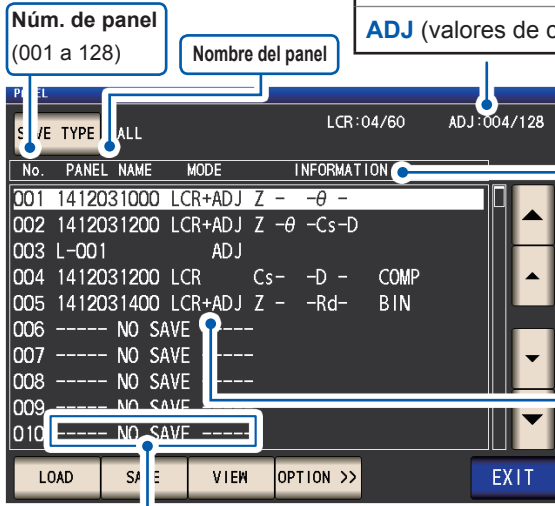 Núm. de panel
(001 a 128)
Nombre del panel
ADJ (valores de
PANEL
SAVE TYPE ALL
LCR:04/60 ADJ:004/128
No. PANEL NAME MODE INFORMATION
001 1412031000 LCR+ADJ Z - -θ -
002 1412031200 LCR+ADJ Z -θ -Cs-D
003 L-001 ADJ
004 1412031200 LCR Cs- -D - COMP
005 1412031400 LCR+ADJ Z - -Rd- BIN
006 ----- NO SAVE -----
007 ----- NO SAVE -----
008 ----- NO SAVE -----
009 ----- NO SAVE -----
010 ----- NO SAVE -----
LOAD SAVE VIEW OPTION >> EXIT